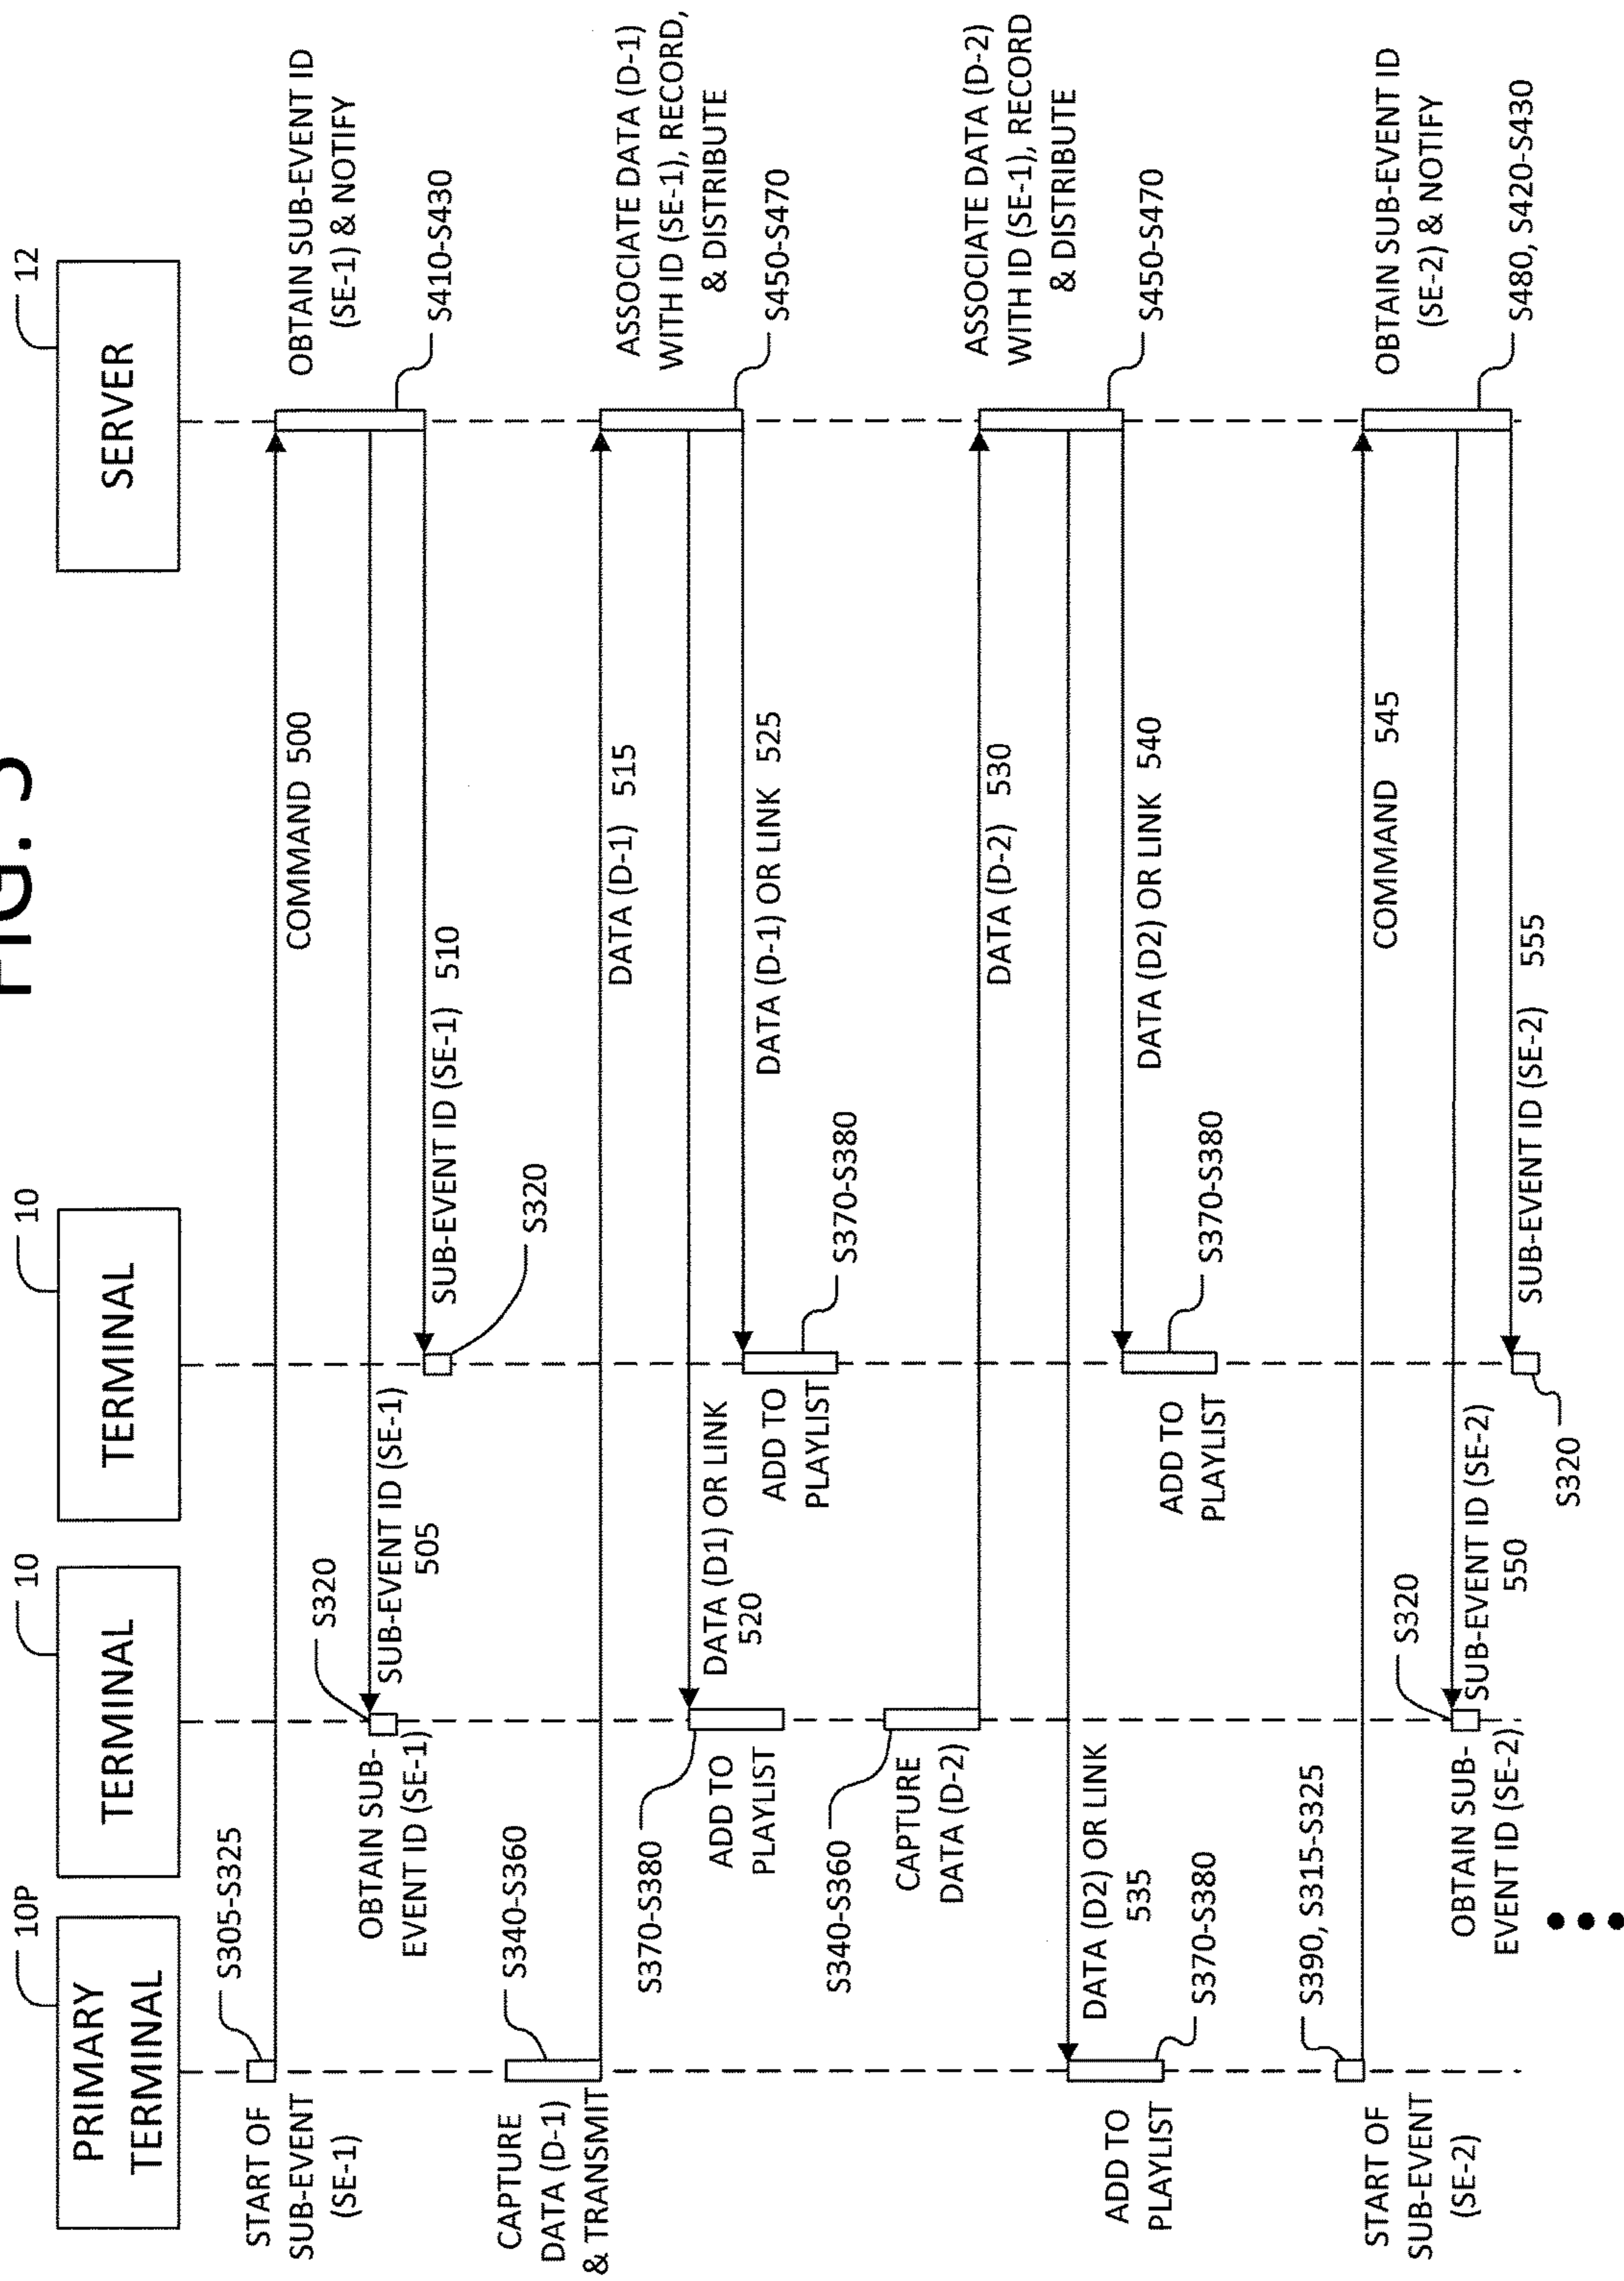 FIG. 5
10P
PRIMARY
TERMINAL
10
TERMINAL
10
TERMINAL
12
SERVER
START OF
SUB-EVENT
(SE-1)
S305-S325
COMMAND 500
OBTAIN SUB-EVENT ID
(SE-1) & NOTIFY
S410-S430
S320
OBTAIN SUB-
EVENT ID (SE-1)
SUB-EVENT ID (SE-1)
505
SUB-EVENT ID (SE-1) 510
S320
CAPTURE
DATA (D-1)
& TRANSMIT
S340-S360
DATA (D-1) 515
ASSOCIATE DATA (D-1)
WITH ID (SE-1), RECORD,
& DISTRIBUTE
S450-S470
S370-S380
ADD TO
PLAYLIST
DATA (D1) OR LINK
520
ADD TO
PLAYLIST
DATA (D-1) OR LINK 525
S370-S380
S340-S360
CAPTURE
DATA (D-2)
DATA (D-2) 530
ASSOCIATE DATA (D-2)
WITH ID (SE-1), RECORD
& DISTRIBUTE
S450-S470
ADD TO
PLAYLIST
DATA (D2) OR LINK
535
S370-S380
ADD TO
PLAYLIST
DATA (D2) OR LINK 540
S370-S380
START OF
SUB-EVENT
(SE-2)
S390, S315-S325
COMMAND 545
OBTAIN SUB-EVENT ID
(SE-2) & NOTIFY
S480, S420-S430
S320
OBTAIN SUB-
EVENT ID (SE-2)
SUB-EVENT ID (SE-2)
550
SUB-EVENT ID (SE-2) 555
S320